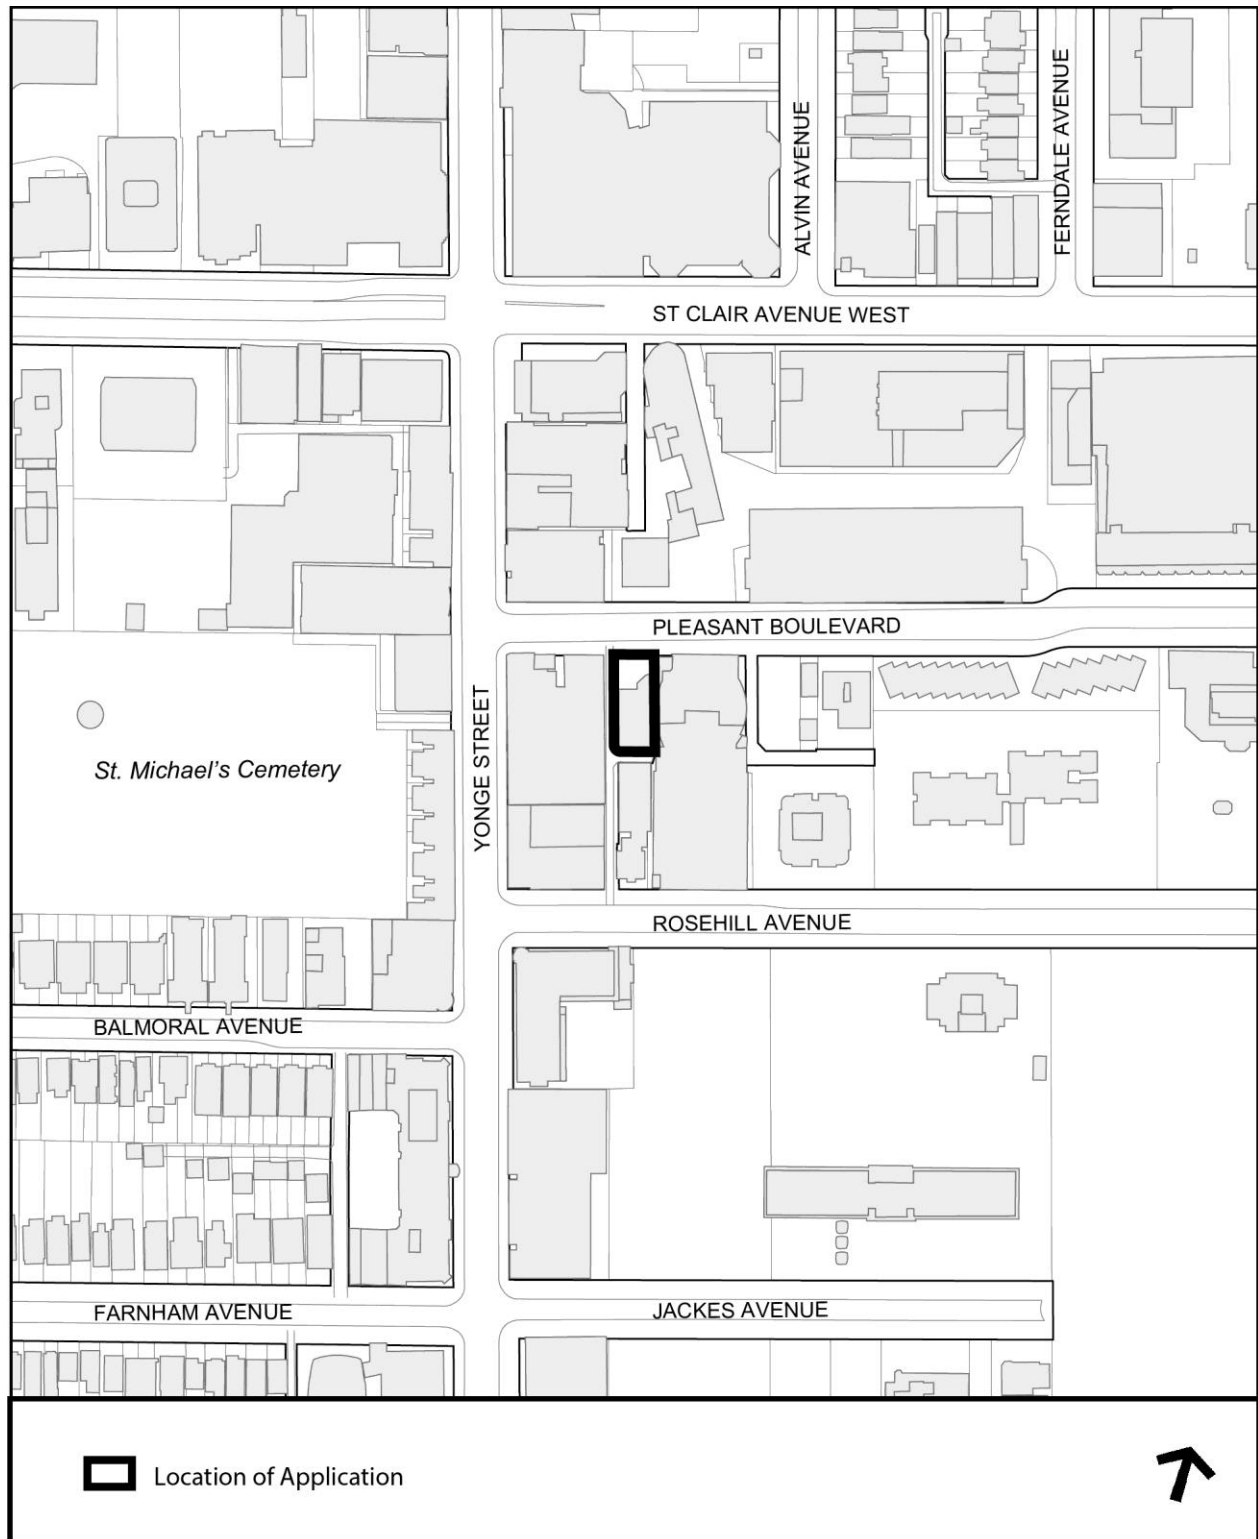 ALVIN AVENUE
FERNDALE AVENUE
ST CLAIR AVENUE WEST
PLEASANT BOULEVARD
YONGE STREET
St. Michael's Cemetery
ROSEHILL AVENUE
BALMORAL AVENUE
FARNHAM AVENUE
JACKES AVENUE
Location of Application